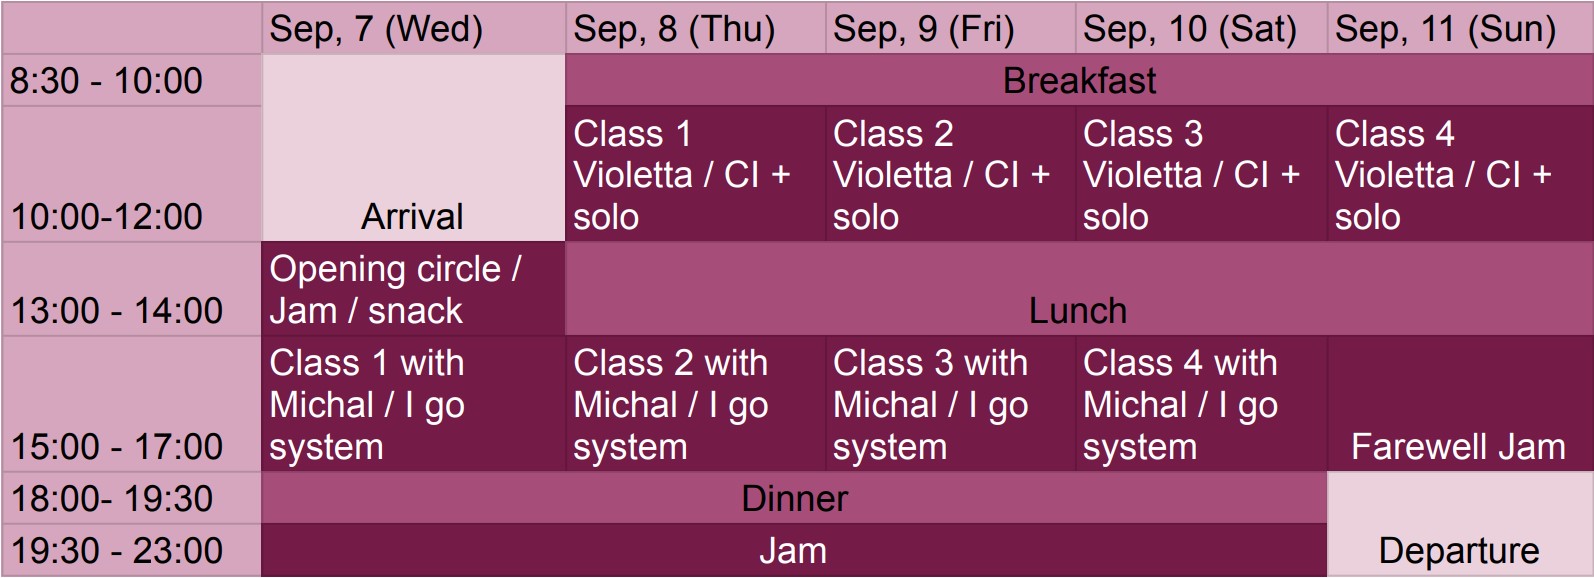 Sep, 7 (Wed) Sep, 8 (Thu) Sep, 9 (Fri) Sep, 10 (Sat) Sep, 11 (Sun)
8:30 - 10:00 Breakfast
10:00-12:00 Arrival
Class 1
Violetta / CI +
solo
Class 2
Violetta / CI +
solo
Class 3
Violetta / CI +
solo
Class 4
Violetta / CI +
solo
13:00 - 14:00
Opening circle /
Jam / snack
Lunch
15:00 - 17:00
Class 1 with
Michal / I go
system
Class 2 with
Michal / I go
system
Class 3 with
Michal / I go
system
Class 4 with
Michal / I go
system
Farewell Jam
18:00- 19:30 Dinner
19:30 - 23:00 Jam Departure